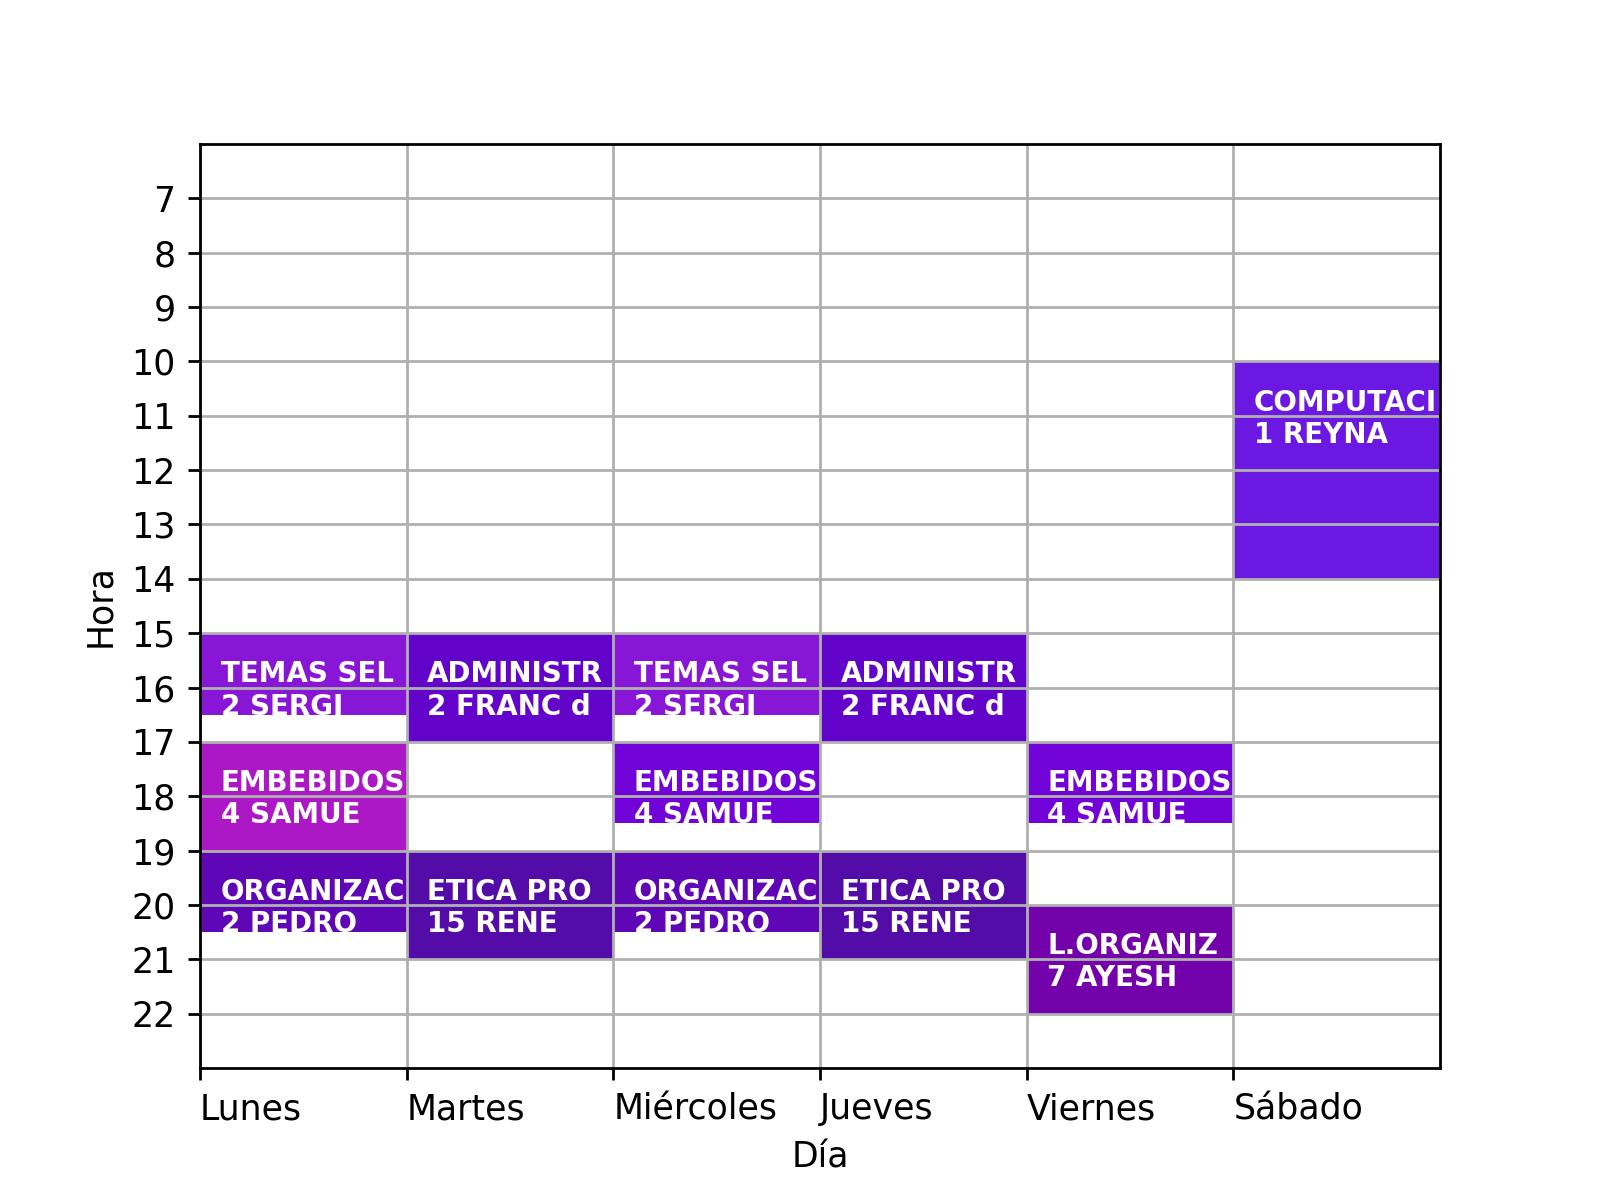 7
8
9
10
COMPUTACI
11
1 REYNA
12
13
14
Hora
15
TEMAS SEL ADMINISTR TEMAS SEL ADMINISTR
16
2 SERGI 2 FRANC d 2 SERGI 2 FRANC d
17
EMBEBIDOS EMBEBIDOS EMBEBIDOS
18
4 SAMUE 4 SAMUE 4 SAMUE
19
ORGANIZAC ETICA PRO ORGANIZAC ETICA PRO
20
2 PEDRO 15 RENE 2 PEDRO 15 RENE
L.ORGANIZ
21
7 AYESH
22
Lunes Martes Miércoles Jueves Viernes Sábado
Día